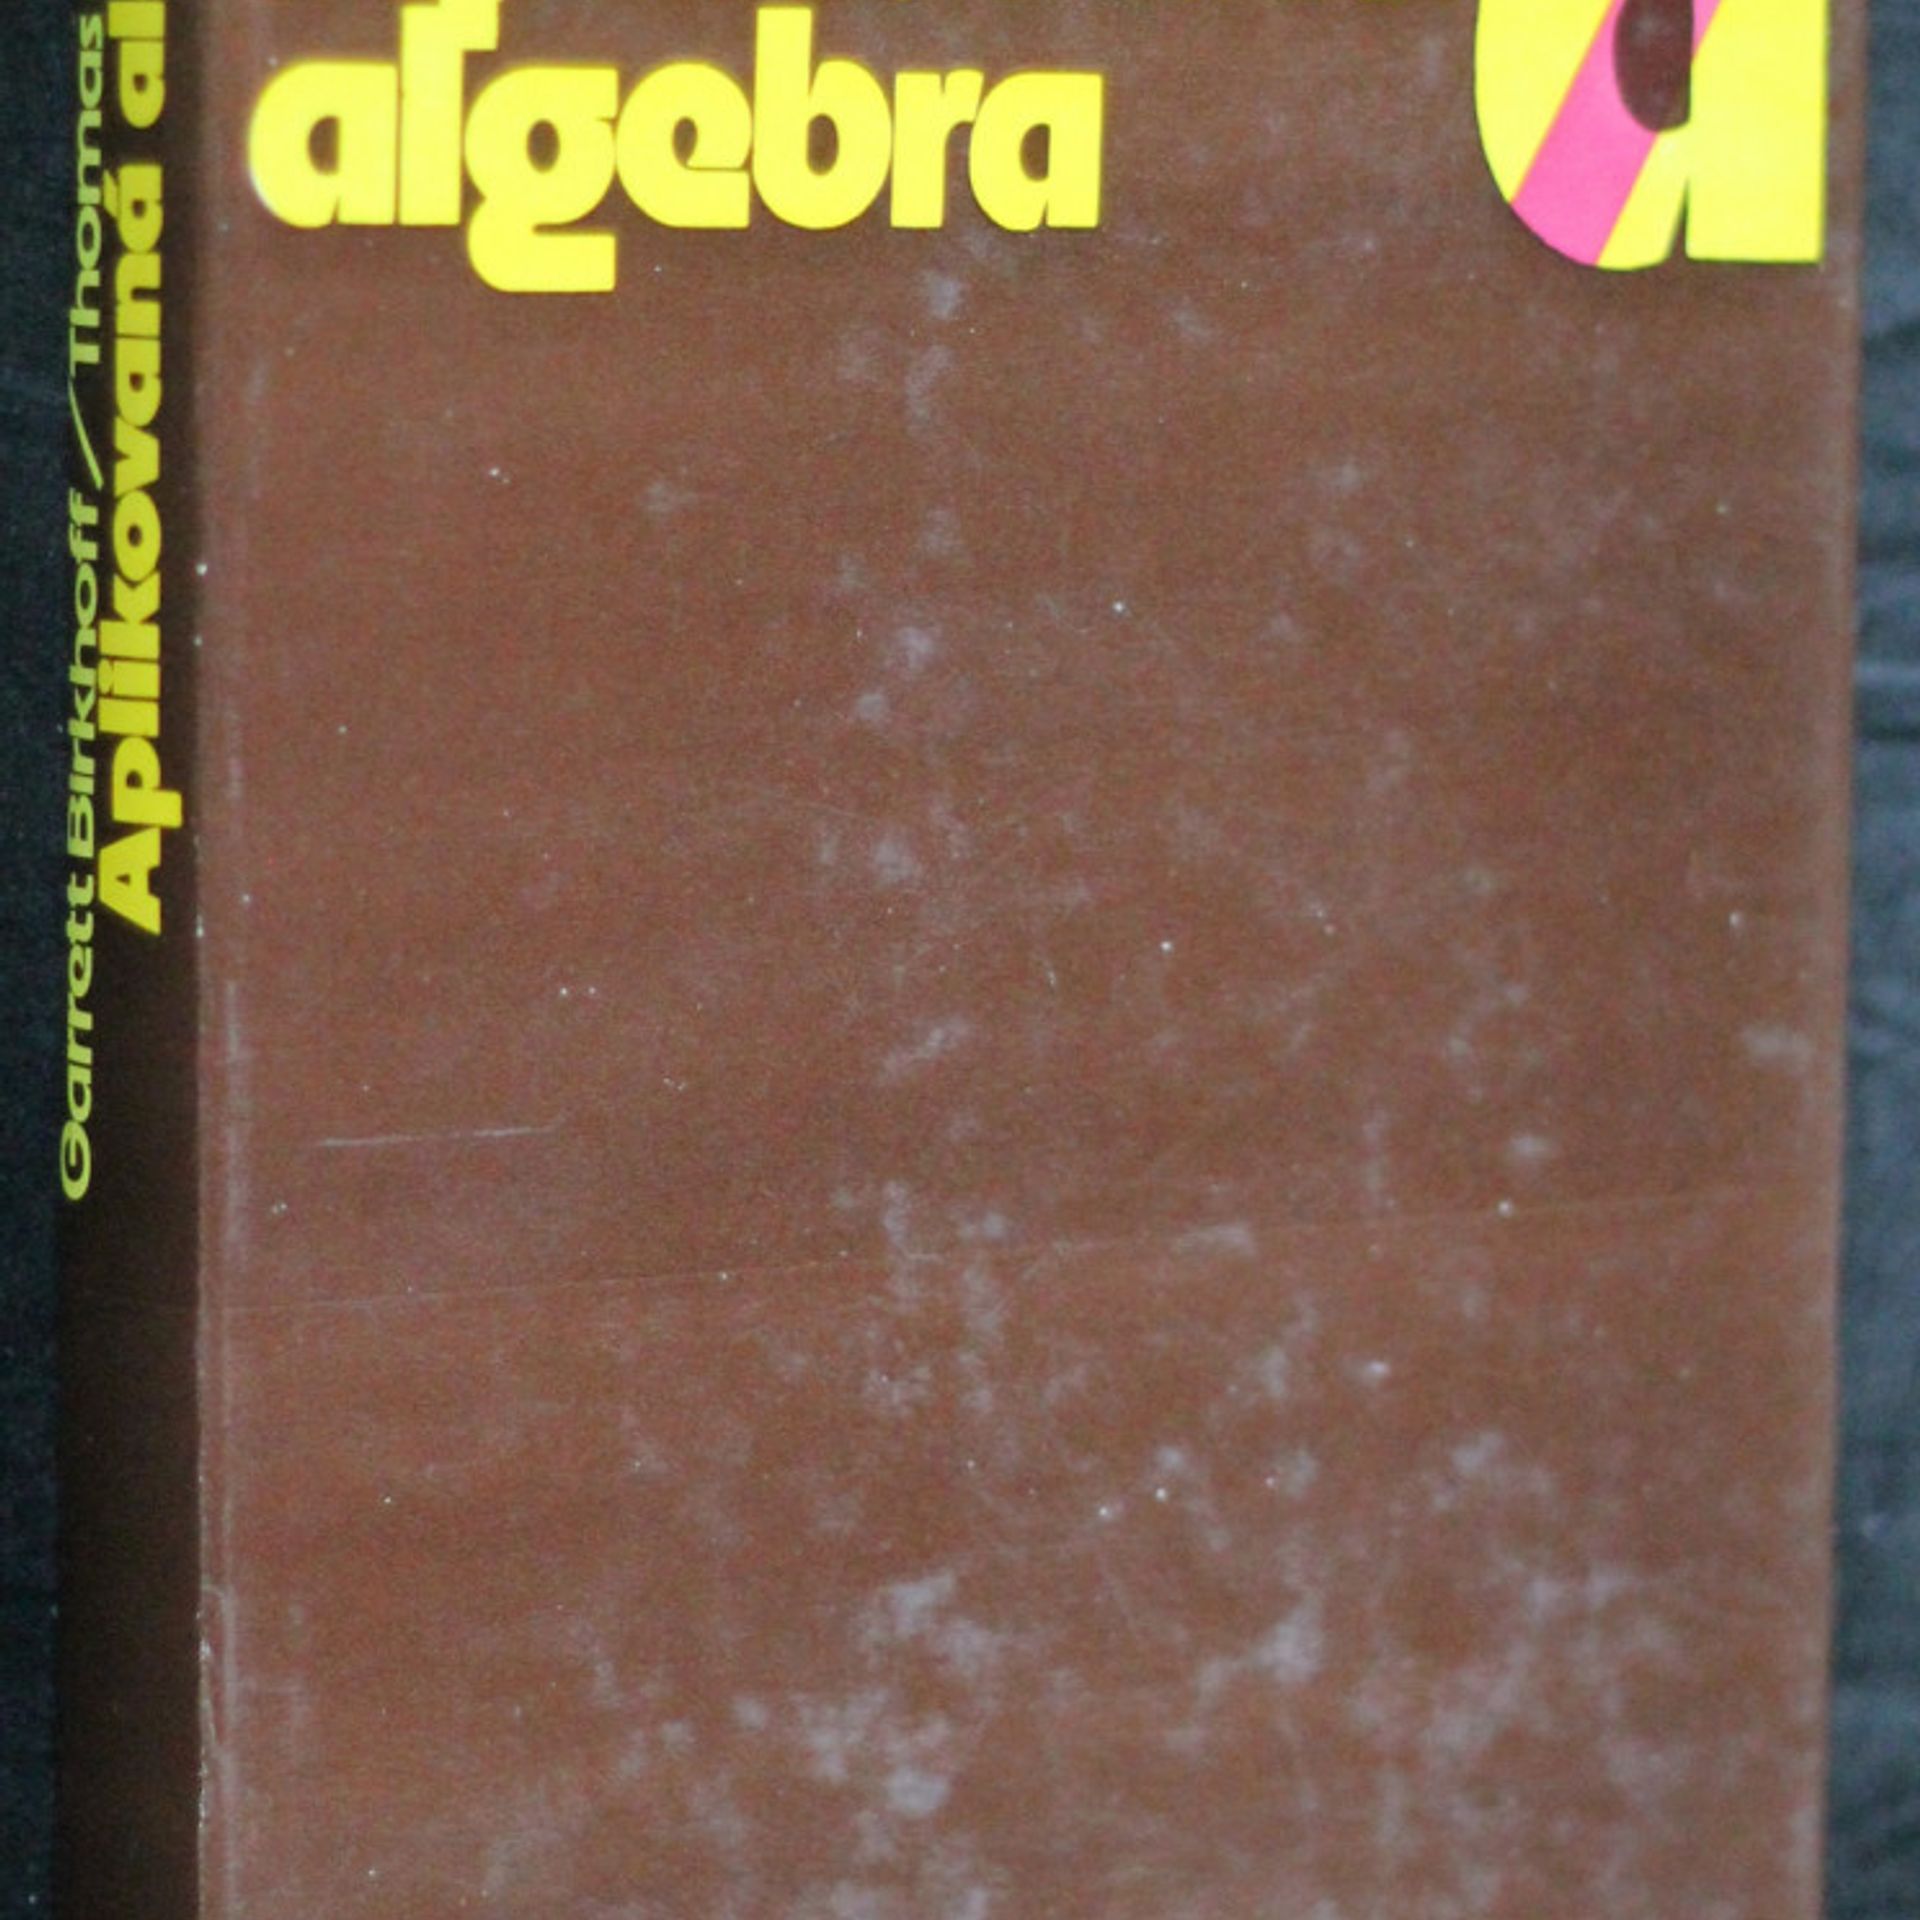 Garrett Birkhoff/Thomas
Aplikovaná al
algebra
a